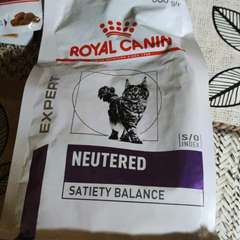 ROYAL CANIN
EXPERT
S/O
INDEX
NEUTERED
SATIETY BALANCE